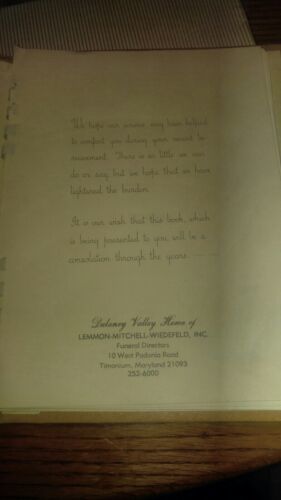 We hope our service may have helped
to comfort you during your recent be-
reavement. There is so little we can
do or say, but we hope that we have
lightened the burden.
It is our wish that this book, which
is being presented to you, will be a
consolation through the years
Dulaney Valley Home of
LEMMON-MITCHELL-WIEDEFELD, INC.
Funeral Directors
10 West Padonia Road
Timonium, Maryland 21093
252-6000